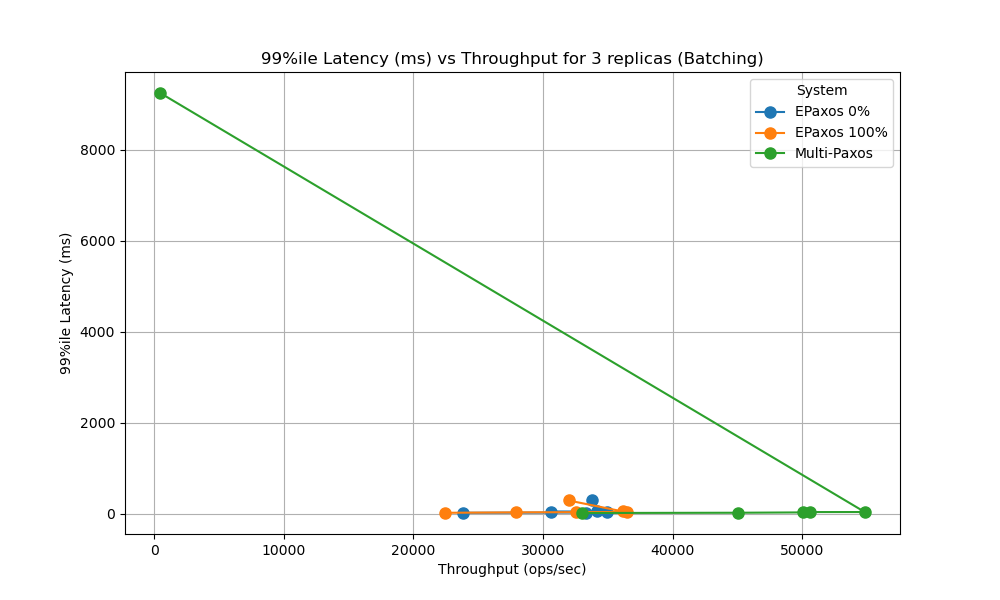 99%ile Latency (ms) vs Throughput for 3 replicas (Batching)
System
EPaxos 0%
EPaxos 100%
Multi-Paxos
99%ile Latency (ms)
8000
6000
4000
2000
0
0 10000 20000 30000 40000 50000
Throughput (ops/sec)